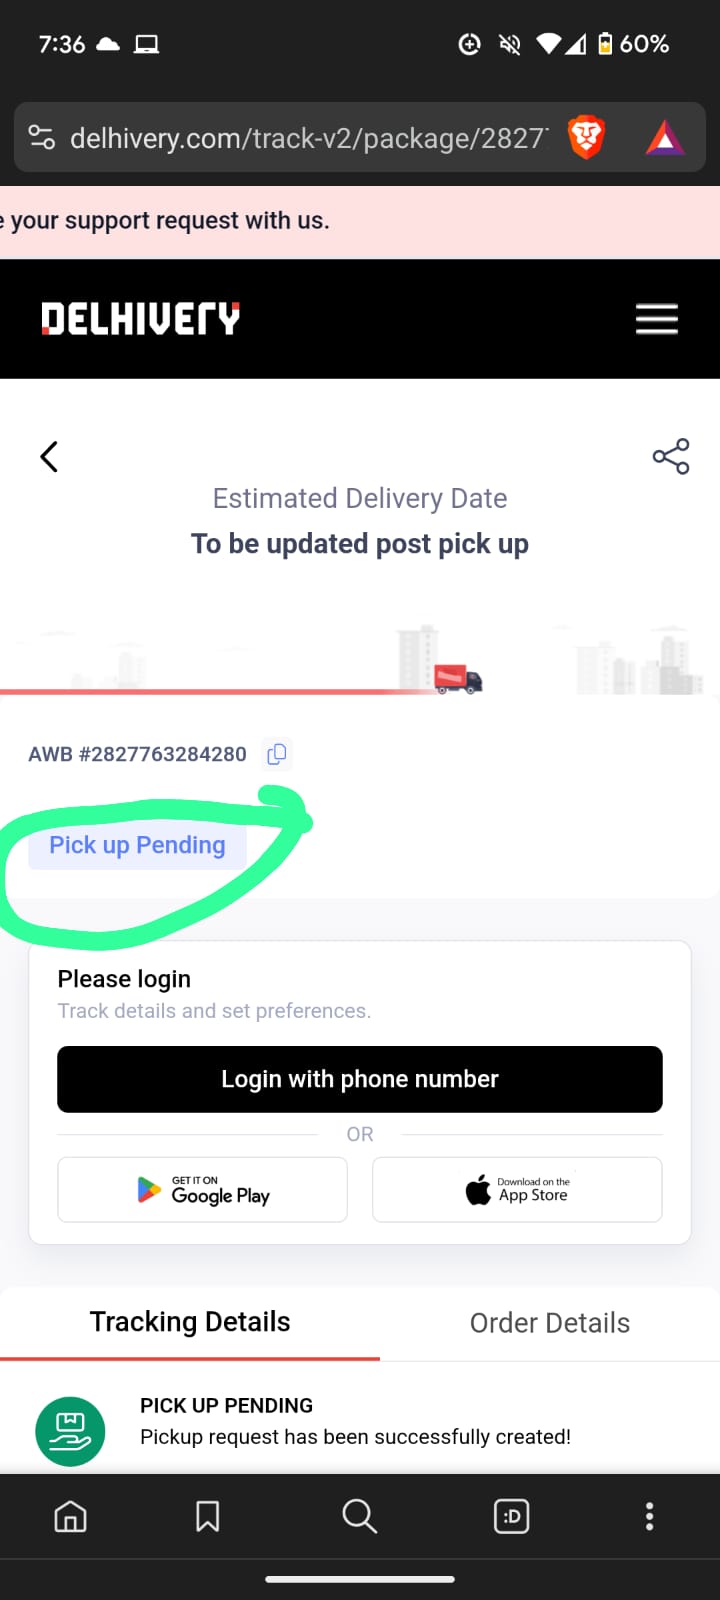 7:36
60%
delhivery.com/track-v2/package/2827
your support request with us.
DELHIVERY
Estimated Delivery Date
To be updated post pick up
AWB #2827763284280
Pick up Pending
Please login
Track details and set preferences.
Login with phone number
OR
GET IT ON
Google Play
Download on the
App Store
Tracking Details
Order Details
PICK UP PENDING
Pickup request has been successfully created!
:D